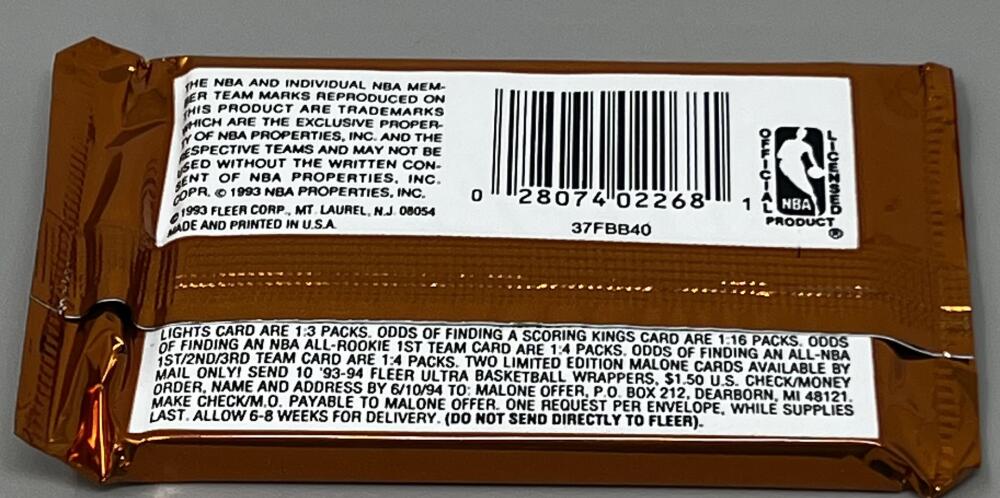 THE NBA AND INDIVIDUAL NBA MEM-
BER TEAM MARKS REPRODUCED ON
THIS PRODUCT ARE TRADEMARKS
WHICH ARE THE EXCLUSIVE PROPER-
TY OF NBA PROPERTIES, INC. AND THE
RESPECTIVE TEAMS AND MAY NOT BE
USED WITHOUT THE WRITTEN CON-
SENT OF NBA PROPERTIES, INC.
COPR. © 1993 NBA PROPERTIES, INC.
© 1993 FLEER CORP., MT. LAUREL, N.J. 08054
MADE AND PRINTED IN U.S.A.
0 28074 02268 1
37FBB40
OFFICIAL
LICENSED
NBA
PRODUCT ®
LIGHTS CARD ARE 1:3 PACKS. ODDS OF FINDING A SCORING KINGS CARD ARE 1:16 PACKS. ODDS
OF FINDING AN NBA ALL-ROOKIE 1ST TEAM CARD ARE 1:4 PACKS. ODDS OF FINDING AN ALL-NBA
1ST/2ND/3RD TEAM CARD ARE 1:4 PACKS. TWO LIMITED EDITION MALONE CARDS AVAILABLE BY
MAIL ONLY! SEND 10 '93-94 FLEER ULTRA BASKETBALL WRAPPERS, $1.50 U.S. CHECK/MONEY
ORDER, NAME AND ADDRESS BY 6/10/94 TO: MALONE OFFER, P.O. BOX 212, DEARBORN, MI 48121.
MAKE CHECK/M.O. PAYABLE TO MALONE OFFER. ONE REQUEST PER ENVELOPE, WHILE SUPPLIES
LAST. ALLOW 6-8 WEEKS FOR DELIVERY. (DO NOT SEND DIRECTLY TO FLEER).